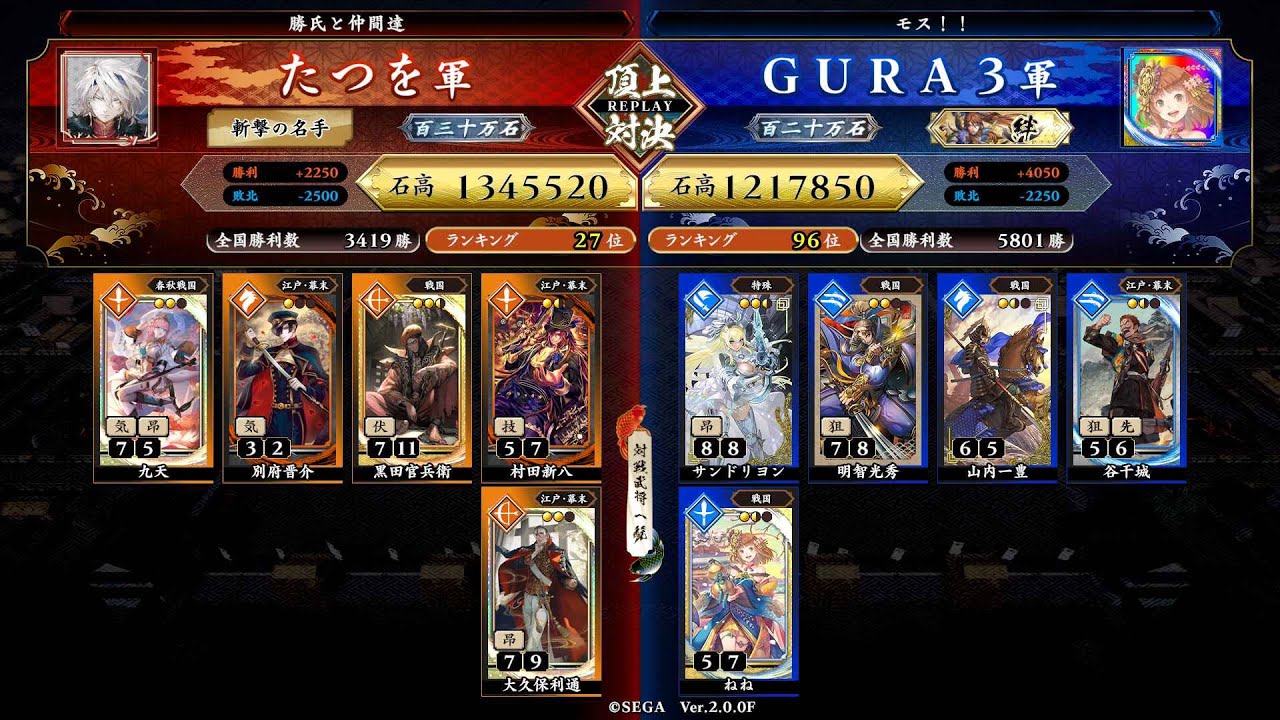 勝氏と仲間達
モス！！
たつを軍
頂上
REPLAY
対決
GURA3軍
斬撃の名手
百三十万石
百二十万石
絆
勝利 +2250
敗北 -2500
石高 1345520
石高 1217850
勝利 +4050
敗北 -2250
全国勝利数 3419勝
ランキング 27位
ランキング 96位
全国勝利数 5801勝
春秋戦国
気 昂
7 5
九天
江戸・幕末
気
3 2
別府晋介
戦国
伏
7 11
黒田官兵衛
江戸・幕末
技
5 7
村田新八
特殊
昂
8 8
サンドリヨン
戦国
狙
7 8
明智光秀
戦国
6 5
山内一豊
江戸・幕末
狙 先
5 6
谷干城
対戦武将一覧
江戸・幕末
昂
7 9
大久保利通
戦国
5 7
ねね
©SEGA Ver.2.0.0F